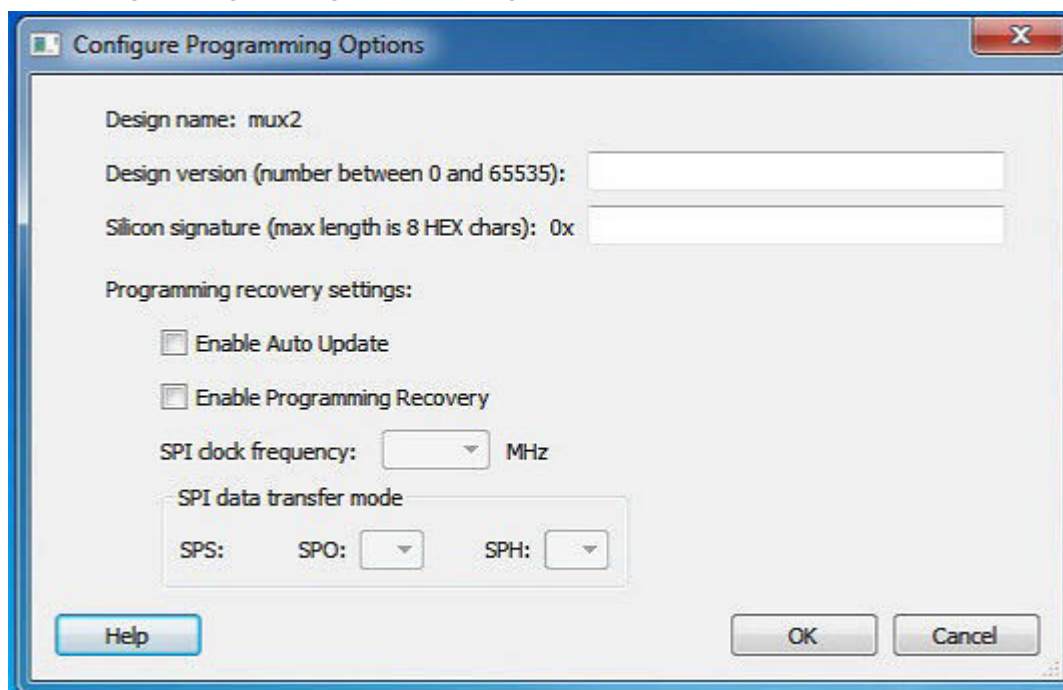 Configure Programming Options
Design name: mux2
Design version (number between 0 and 65535):
Silicon signature (max length is 8 HEX chars): 0x
Programming recovery settings:
Enable Auto Update
Enable Programming Recovery
SPI clock frequency: MHz
SPI data transfer mode
SPS: SPO: SPH:
Help OK Cancel